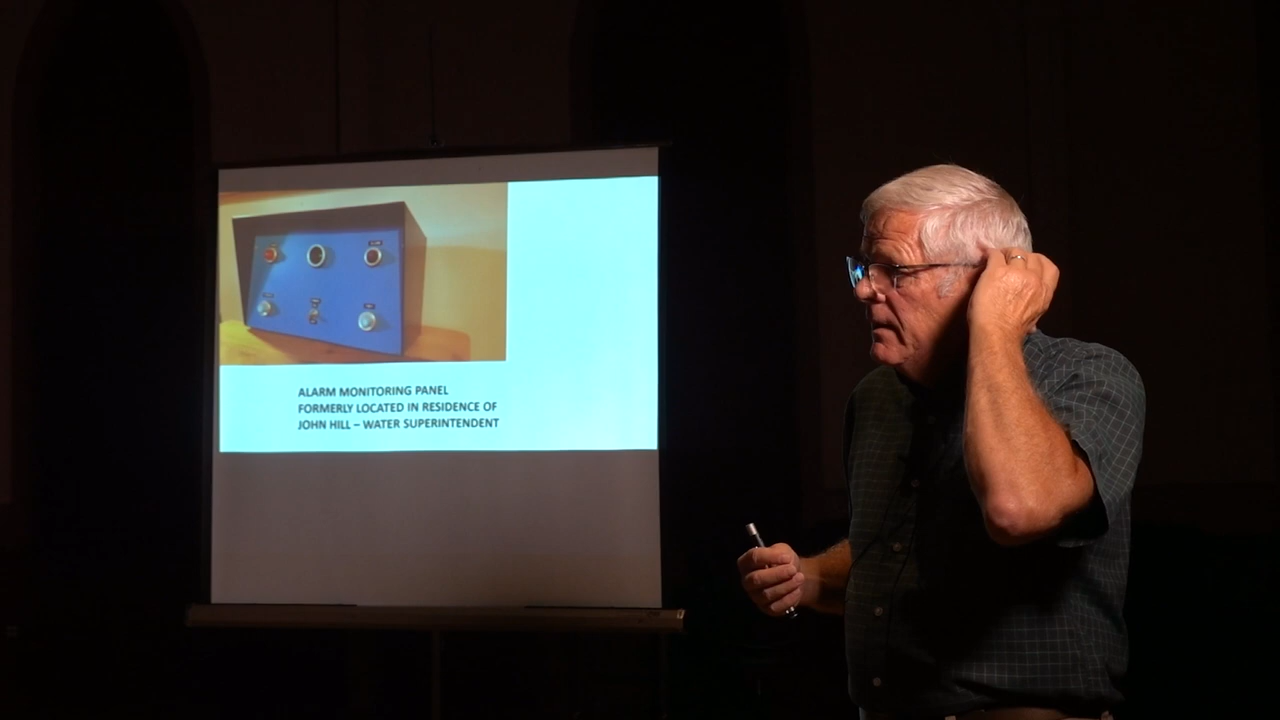 ALARM MONITORING PANEL
FORMERLY LOCATED IN RESIDENCE OF
JOHN HILL – WATER SUPERINTENDENT